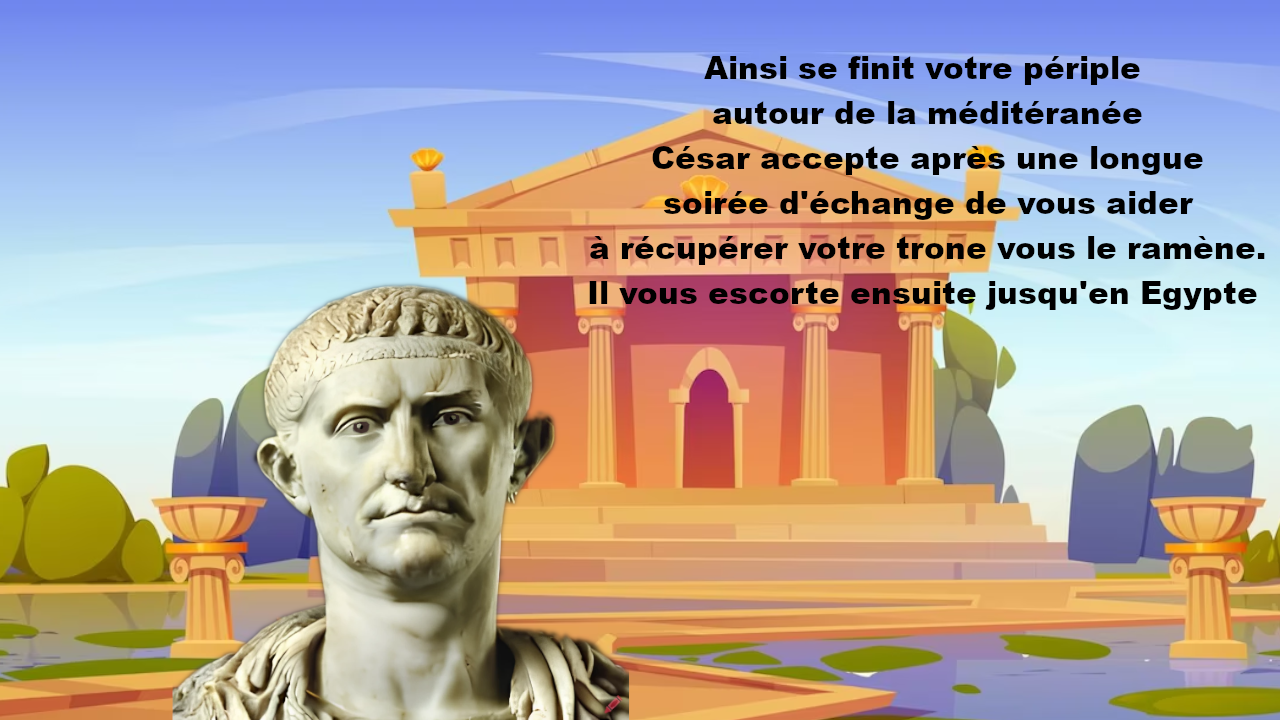 Ainsi se finit votre périple
autour de la méditéranée
César accepte après une longue
soirée d'échange de vous aider
à récupérer votre trone vous le ramène.
Il vous escorte ensuite jusqu'en Egypte